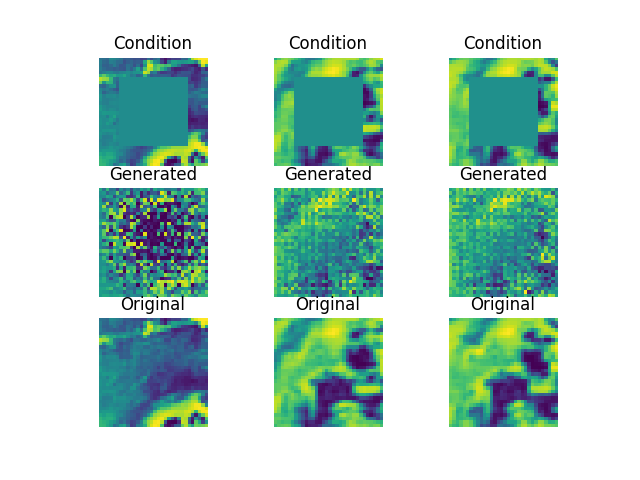 Condition Condition Condition
Generated Generated Generated
Original Original Original